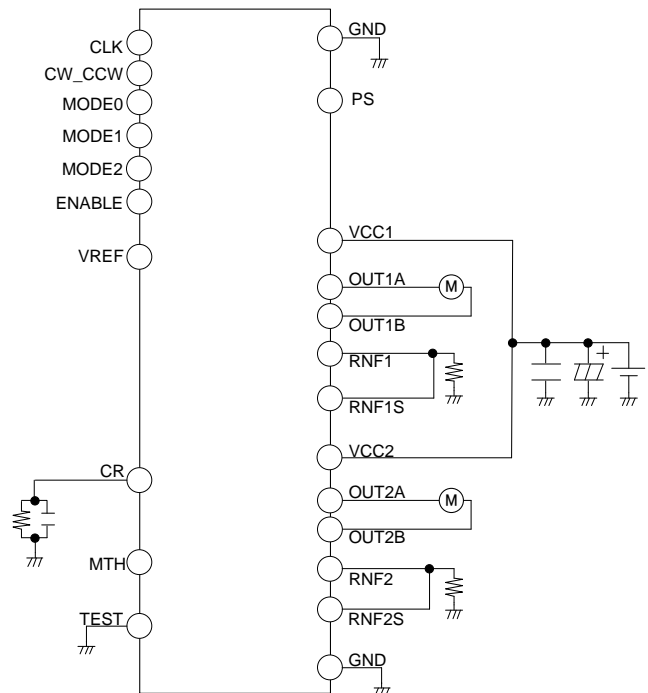 CLK
CW_CCW
MODE0
MODE1
MODE2
ENABLE
VREF
CR
MTH
TEST
GND
PS
VCC1
OUT1A
M
OUT1B
RNF1
RNF1S
+
VCC2
OUT2A
M
OUT2B
RNF2
RNF2S
GND